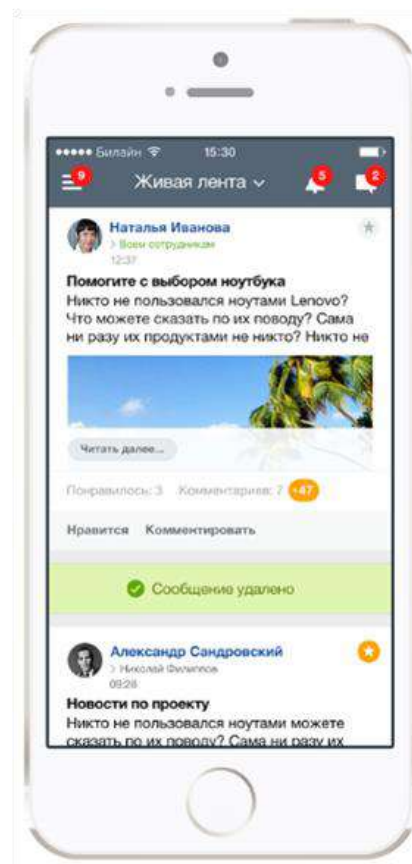 Билайн 15:30
9 Живая лента 5 2
Наталья Иванова
> Всем сотрудникам
12:37
Помогите с выбором ноутбука
Никто не пользовался ноутами Lenovo?
Что можете сказать по их поводу? Сама
ни разу их продуктами не никто? Никто не
Читать далее...
Понравилось: 3 Комментариев: 7 +47
Нравится Комментировать
Сообщение удалено
Александр Сандровский
> Николай Филиппов
09:26
Новости по проекту
Никто не пользовался ноутами можете
сказать по их поводу? Сама ни разу их